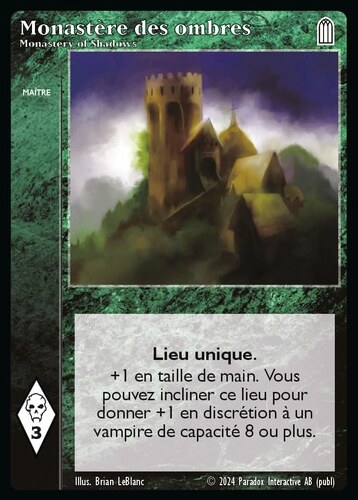 Monastère des ombres
Monastery of Shadows
MAÎTRE
Lieu unique.
+1 en taille de main. Vous
pouvez incliner ce lieu pour
donner +1 en discrétion à un
vampire de capacité 8 ou plus.
3
Illus. Brian LeBlanc
© 2024 Paradox Interactive AB (publ)